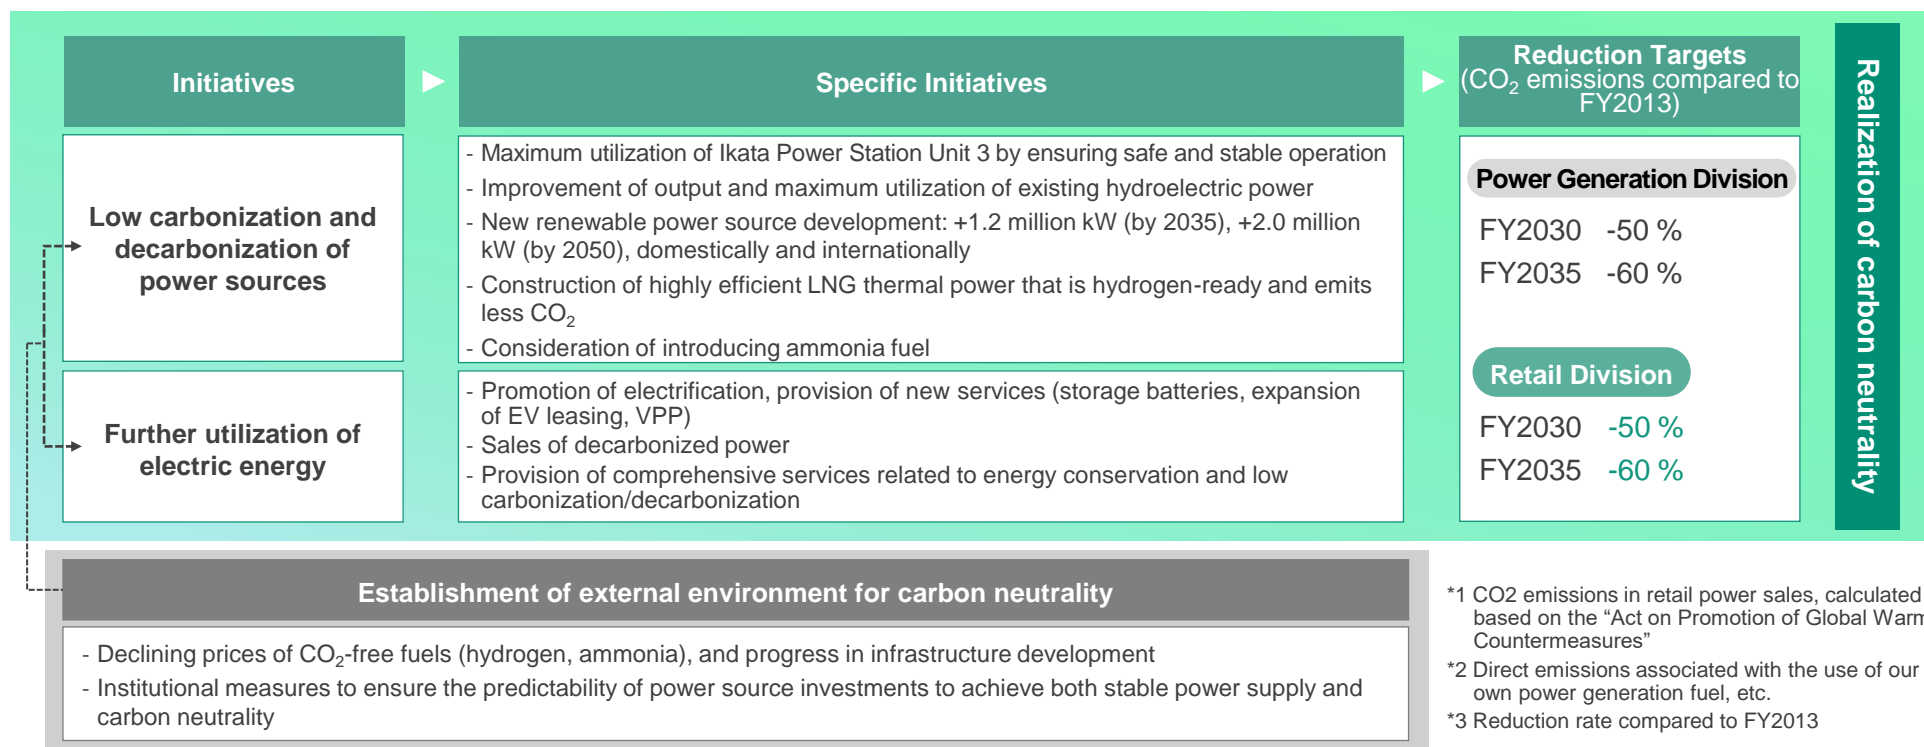 Initiatives
Specific Initiatives
Reduction Targets
(CO₂ emissions compared to
FY2013)
Low carbonization and
decarbonization of
power sources
- Maximum utilization of Ikata Power Station Unit 3 by ensuring safe and stable operation
- Improvement of output and maximum utilization of existing hydroelectric power
- New renewable power source development: +1.2 million kW (by 2035), +2.0 million
kW (by 2050), domestically and internationally
- Construction of highly efficient LNG thermal power that is hydrogen-ready and emits
less CO₂
- Consideration of introducing ammonia fuel
Further utilization of
electric energy
- Promotion of electrification, provision of new services (storage batteries, expansion
of EV leasing, VPP)
- Sales of decarbonized power
- Provision of comprehensive services related to energy conservation and low
carbonization/decarbonization
Power Generation Division
FY2030 -50 %
FY2035 -60 %
Retail Division
FY2030 -50 %
FY2035 -60 %
Realization of carbon neutrality
Establishment of external environment for carbon neutrality
- Declining prices of CO₂-free fuels (hydrogen, ammonia), and progress in infrastructure development
- Institutional measures to ensure the predictability of power source investments to achieve both stable power supply and
carbon neutrality
*1 CO2 emissions in retail power sales, calculated
based on the “Act on Promotion of Global Warm
Countermeasures”
*2 Direct emissions associated with the use of our
own power generation fuel, etc.
*3 Reduction rate compared to FY2013